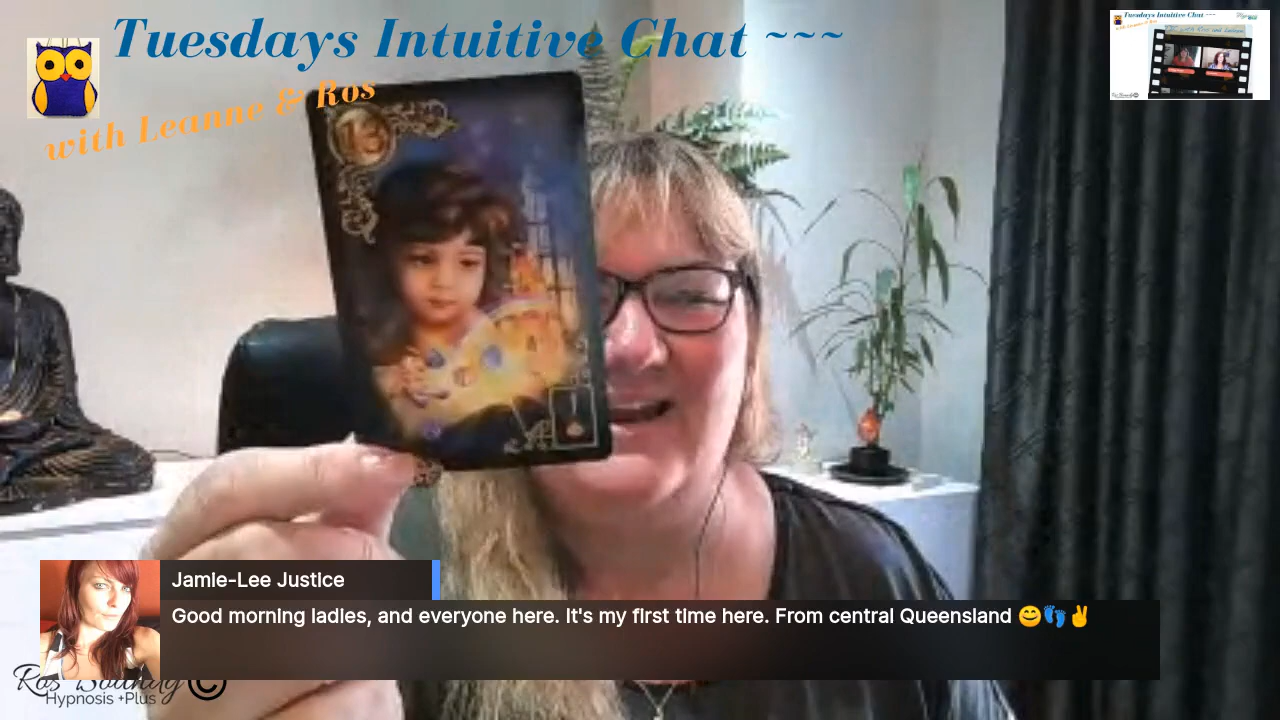 Tuesdays Intuitive Chat ~~~
with Leanne & Ros
13
Jamie-Lee Justice
Good morning ladies, and everyone here. It's my first time here. From central Queensland 😊👣✌
Hypnosis +Plus ©